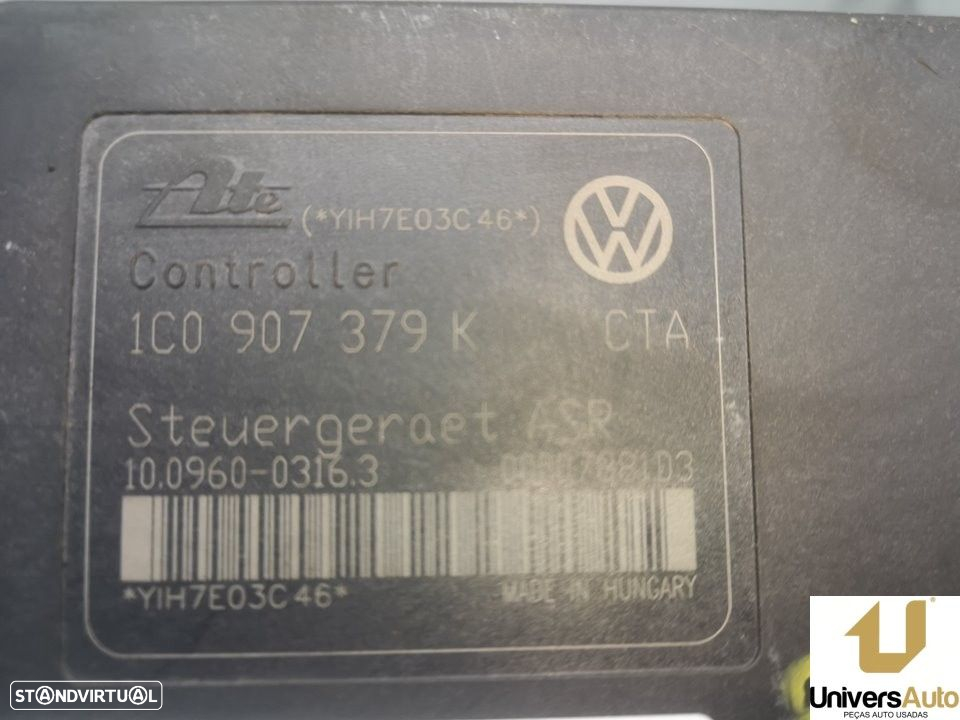 Ate
(*YIH7E03C46*)
Controller
1C0 907 379 K CTA
Steuergeraet ASR
10.0960-0316.3
*YIH7E03C46*
MADE IN HUNGARY
STANDVIRTUAL
UniversAuto
PEÇAS AUTO USADAS